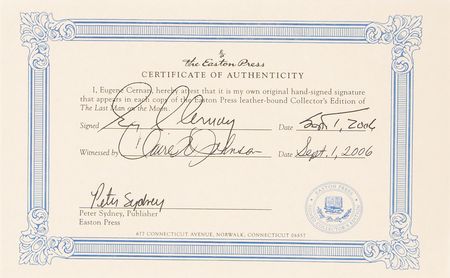 The Easton Press
CERTIFICATE OF AUTHENTICITY
I, Eugene Cernan, hereby attest that it is my own original hand-signed signature
that appears in each copy of the Easton Press leather-bound Collector's Edition of
The Last Man on the Moon.
Signed Date Sept 1, 2006
Witnessed by Claire Johnson Date Sept. 1, 2006
Peter Sydney
Peter Sydney, Publisher
Easton Press
EASTON PRESS
677 CONNECTICUT AVENUE, NORWALK, CONNECTICUT 06857